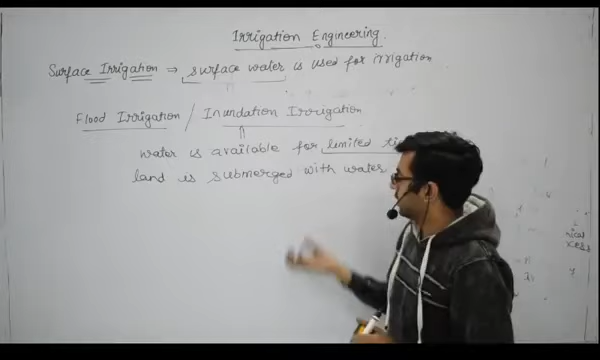 Irrigation Engineering.
Surface Irrigation ⇒ surface water is used for irrigation
Flood Irrigation / Inundation Irrigation
water is available for limited
land is submerged with water